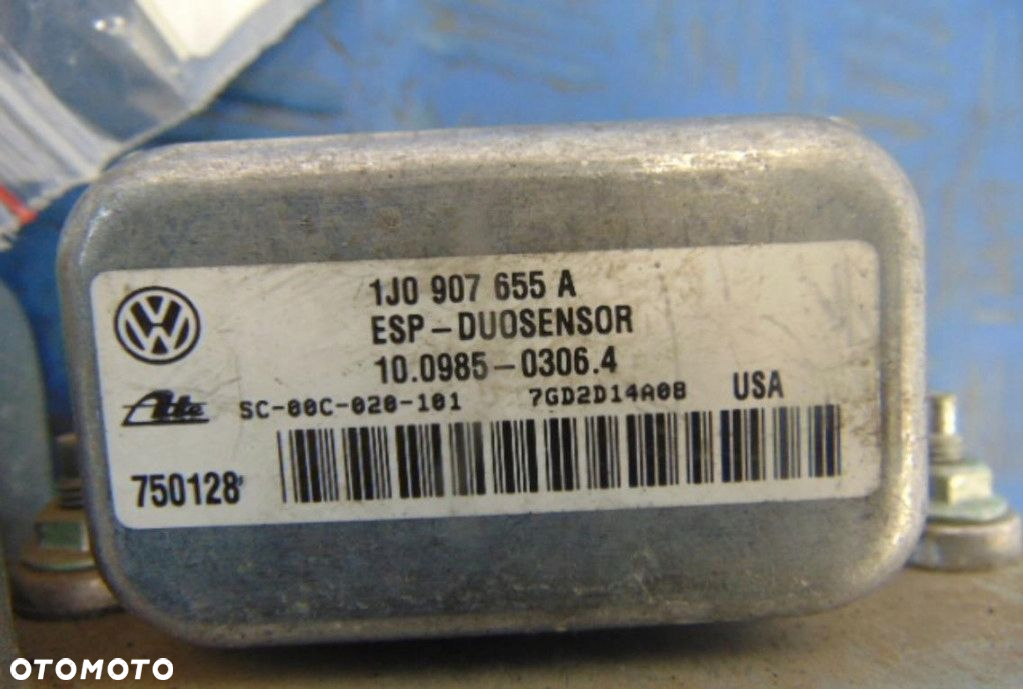 1J0 907 655 A
ESP-DUOSENSOR
10.0985-0306.4
Ate SC-00C-020-101 7GD2D14A08 USA
750128
OTOMOTO